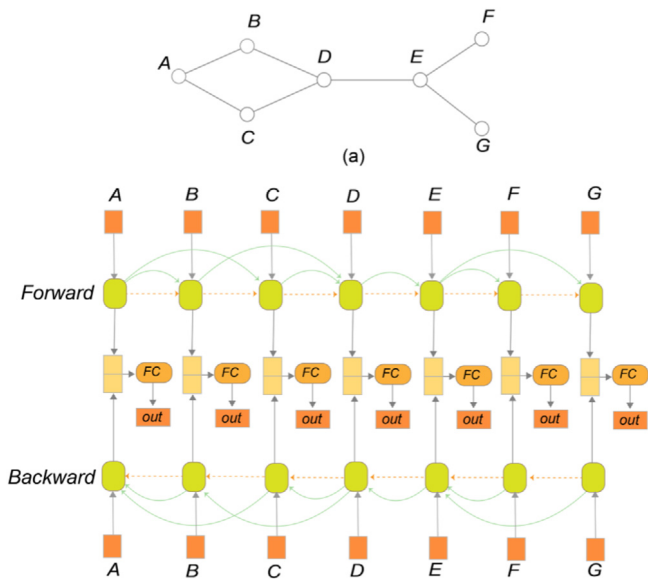 B
F
A
D
E
C
G
(a)
A B C D E F G
Forward
FC FC FC FC FC FC FC
out out out out out out out
Backward
A B C D E F G